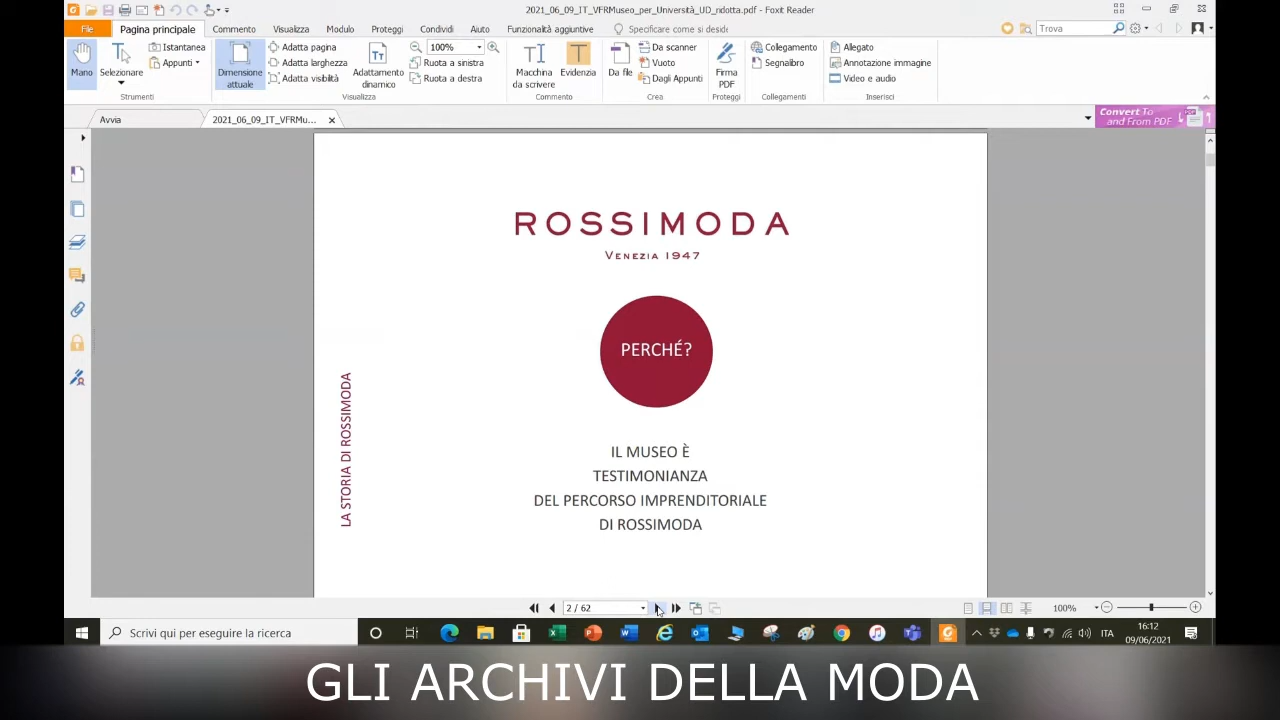 2021_06_09_IT_VFRMuseo_per_Università_UD_ndotta.pdf - Foxit Reader
File
Pagina principale
Commento
Visualizza
Modulo
Proteggi
Condividi
Aiuto
Funzionalità aggiuntive
Specificare come si deside
Trova
Mano
Selezionare
Istantanea
Appunti
Strumenti
Dimensione
attuale
Adatta pagina
Adatta larghezza
Adatta visibiltà
Adattamento
dinamico
100%
Ruota a sinistra
Ruota a destra
Visualizza
Macchina
da scrivere
Evidenzia
Commento
Da file
Da scanner
Vuoto
Dagli Appunti
Crea
Firma
PDF
Proteggi
Collegamento
Segnalibro
Collegamenti
Allegato
Annotazione immagine
Video e audio
Inserisci
Avvia
2021_06_09_IT_VFRMu...
Convert To
and From PDF
ROSSIMODA
VENEZIA 1947
PERCHÉ?
LA STORIA DI ROSSIMODA
IL MUSEO È
TESTIMONIANZA
DEL PERCORSO IMPRENDITORIALE
DI ROSSIMODA
2 / 62
100%
Scrivi qui per eseguire la ricerca
ITA
16:12
09/06/2021
GLI ARCHIVI DELLA MODA